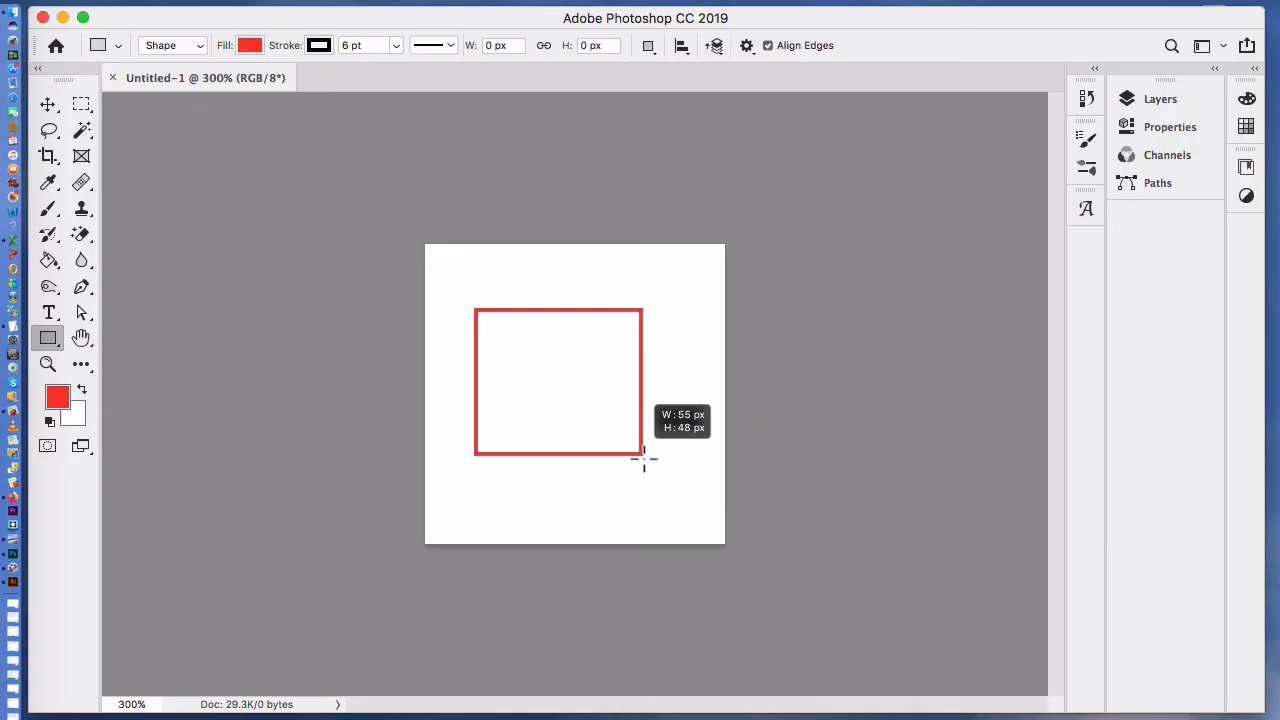 Adobe Photoshop CC 2019
Shape Fill: Stroke: 6 pt W: 0 px H: 0 px Align Edges
× Untitled-1 @ 300% (RGB/8*)
Layers
Properties
Channels
Paths
W: 55 px
H: 48 px
300% Doc: 29.3K/0 bytes